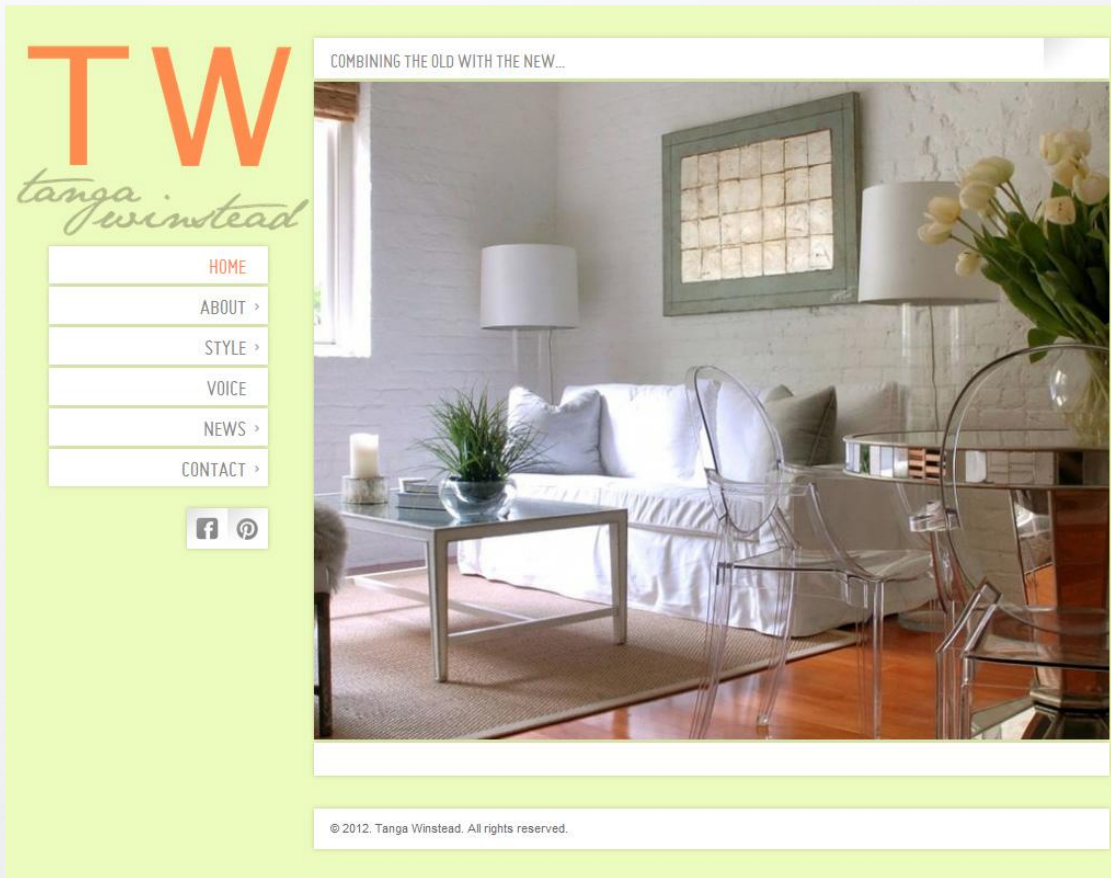 TW
tanga winstead
COMBINING THE OLD WITH THE NEW...
HOME
ABOUT
STYLE
VOICE
NEWS
CONTACT
© 2012. Tanga Winstead. All rights reserved.